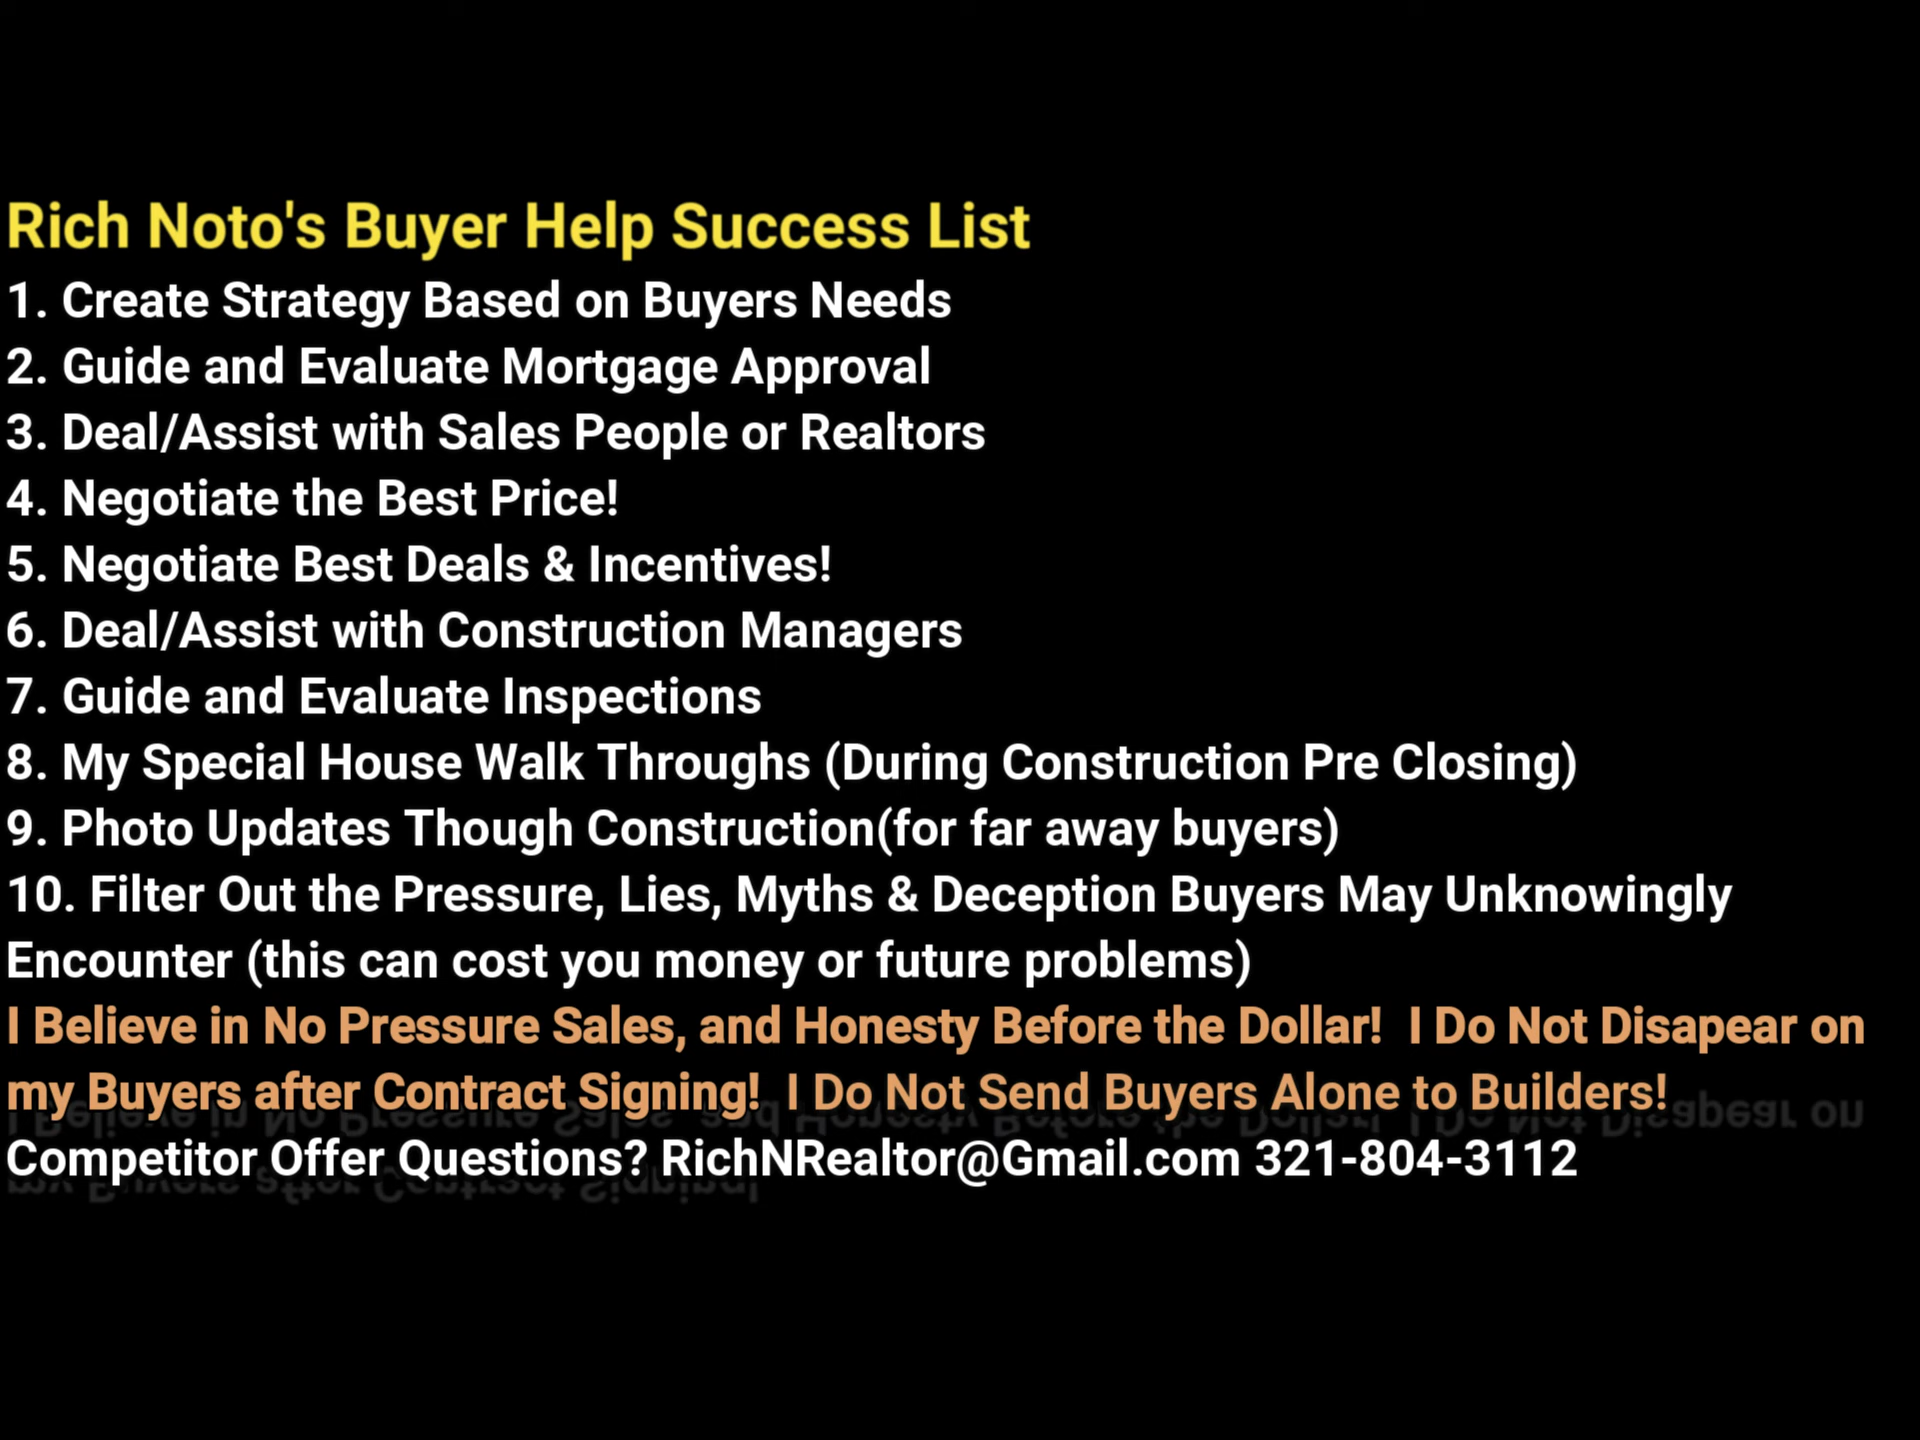 Rich Noto's Buyer Help Success List
1. Create Strategy Based on Buyers Needs
2. Guide and Evaluate Mortgage Approval
3. Deal/Assist with Sales People or Realtors
4. Negotiate the Best Price!
5. Negotiate Best Deals & Incentives!
6. Deal/Assist with Construction Managers
7. Guide and Evaluate Inspections
8. My Special House Walk Throughs (During Construction Pre Closing)
9. Photo Updates Though Construction(for far away buyers)
10. Filter Out the Pressure, Lies, Myths & Deception Buyers May Unknowingly
Encounter (this can cost you money or future problems)
I Believe in No Pressure Sales, and Honesty Before the Dollar!  I Do Not Disapear on
my Buyers after Contract Signing!  I Do Not Send Buyers Alone to Builders!
Competitor Offer Questions? RichNRealtor@Gmail.com 321-804-3112